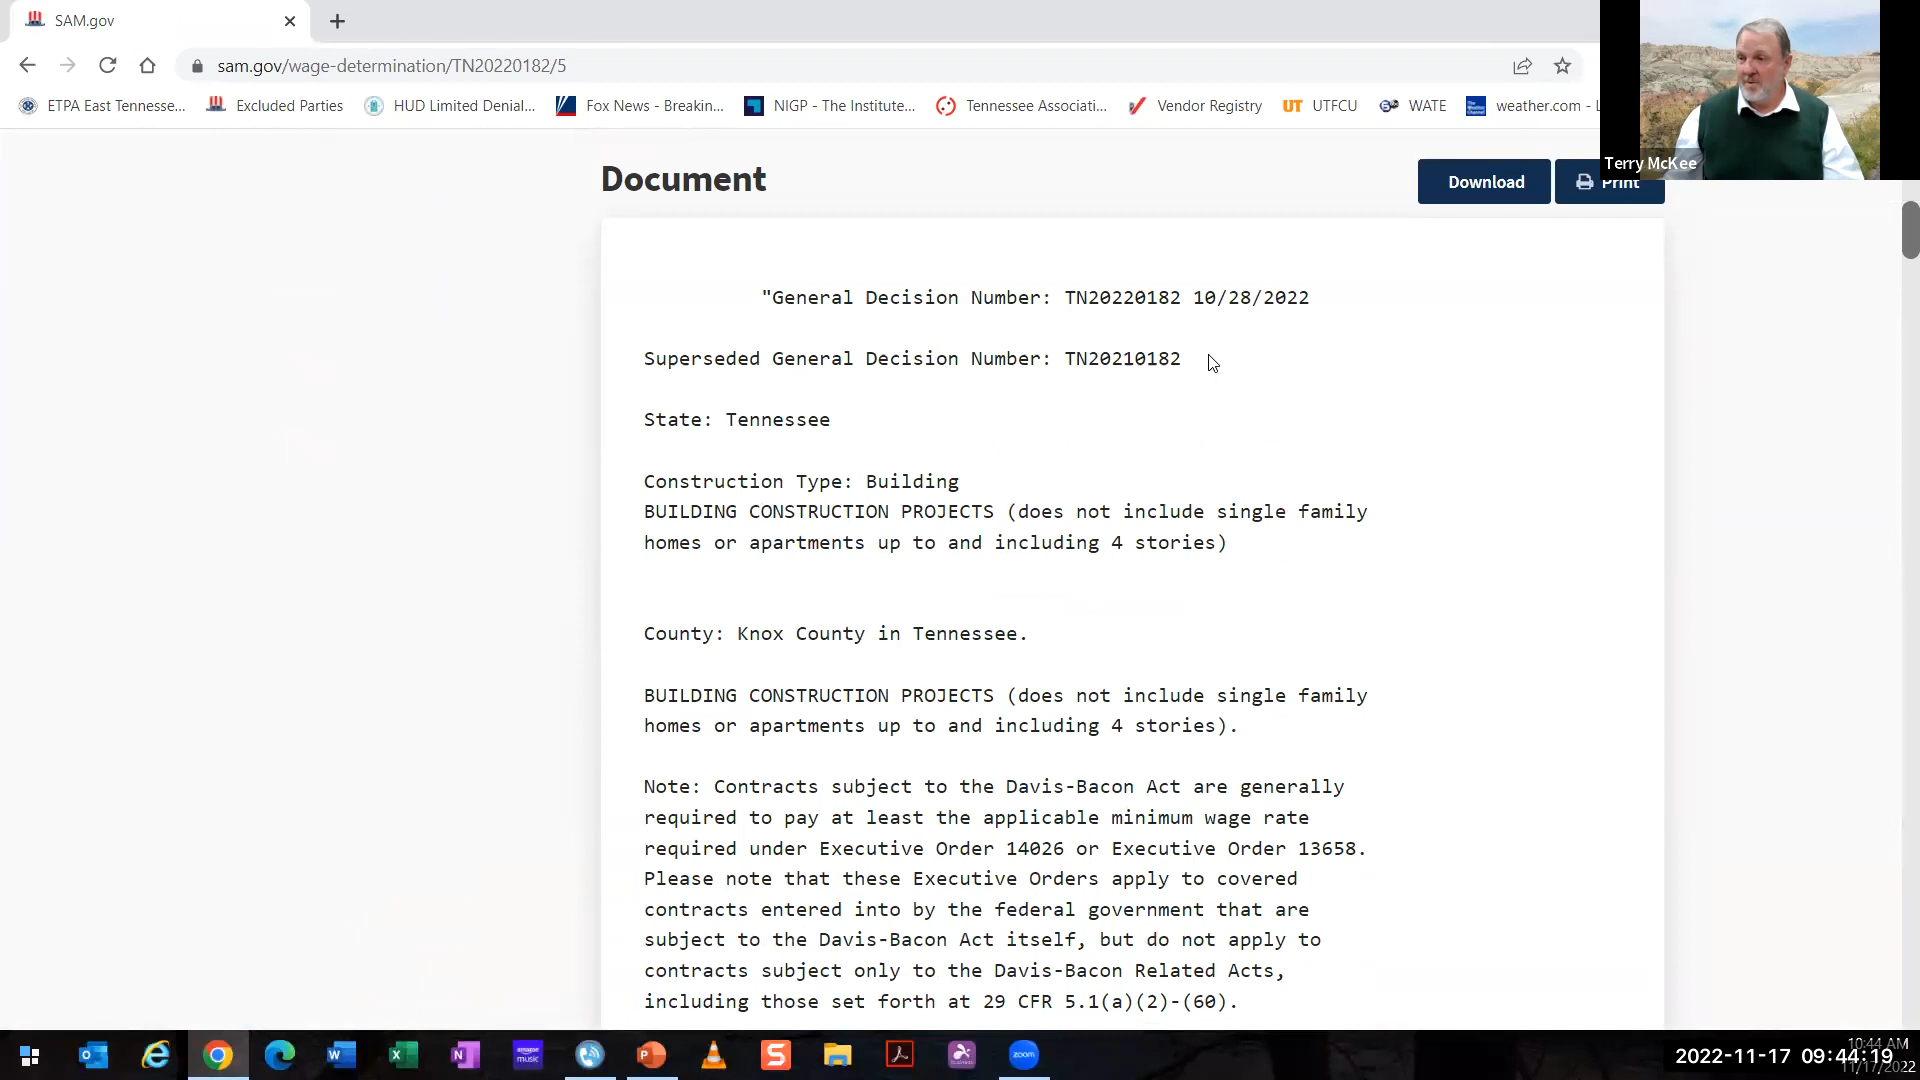 SAM.gov
sam.gov/wage-determination/TN20220182/5
ETPA East Tennesse...
Excluded Parties
HUD Limited Denial...
Fox News - Breakin...
NIGP - The Institute...
Tennessee Associati...
Vendor Registry
UT UTFCU
WATE
weather.com - L
Terry McKee
Document
Download
Print
"General Decision Number: TN20220182 10/28/2022
Superseded General Decision Number: TN20210182
State: Tennessee
Construction Type: Building
BUILDING CONSTRUCTION PROJECTS (does not include single family
homes or apartments up to and including 4 stories)
County: Knox County in Tennessee.
BUILDING CONSTRUCTION PROJECTS (does not include single family
homes or apartments up to and including 4 stories).
Note: Contracts subject to the Davis-Bacon Act are generally
required to pay at least the applicable minimum wage rate
required under Executive Order 14026 or Executive Order 13658.
Please note that these Executive Orders apply to covered
contracts entered into by the federal government that are
subject to the Davis-Bacon Act itself, but do not apply to
contracts subject only to the Davis-Bacon Related Acts,
including those set forth at 29 CFR 5.1(a)(2)-(60).
amazon music
zoom
10:44 AM
2022-11-17 09:44:19
11/17/2022